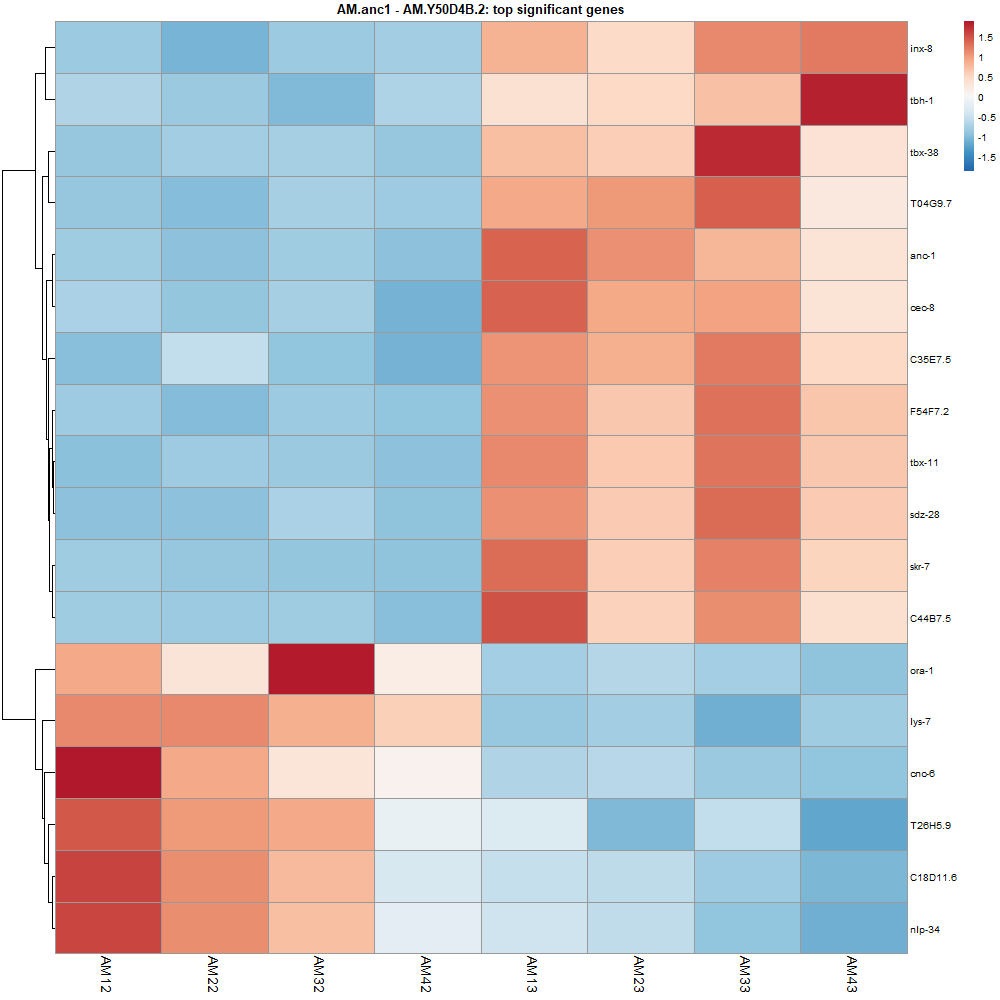 AM.anc1 - AM.Y50D4B.2: top significant genes
inx-8
tbh-1
tbx-38
T04G9.7
anc-1
cec-8
C35E7.5
F54F7.2
tbx-11
sdz-28
skr-7
C44B7.5
ora-1
lys-7
cnc-6
T26H5.9
C18D11.6
nlp-34
1.5
1
0.5
0
-0.5
-1
-1.5
AM12
AM22
AM32
AM42
AM13
AM23
AM33
AM43